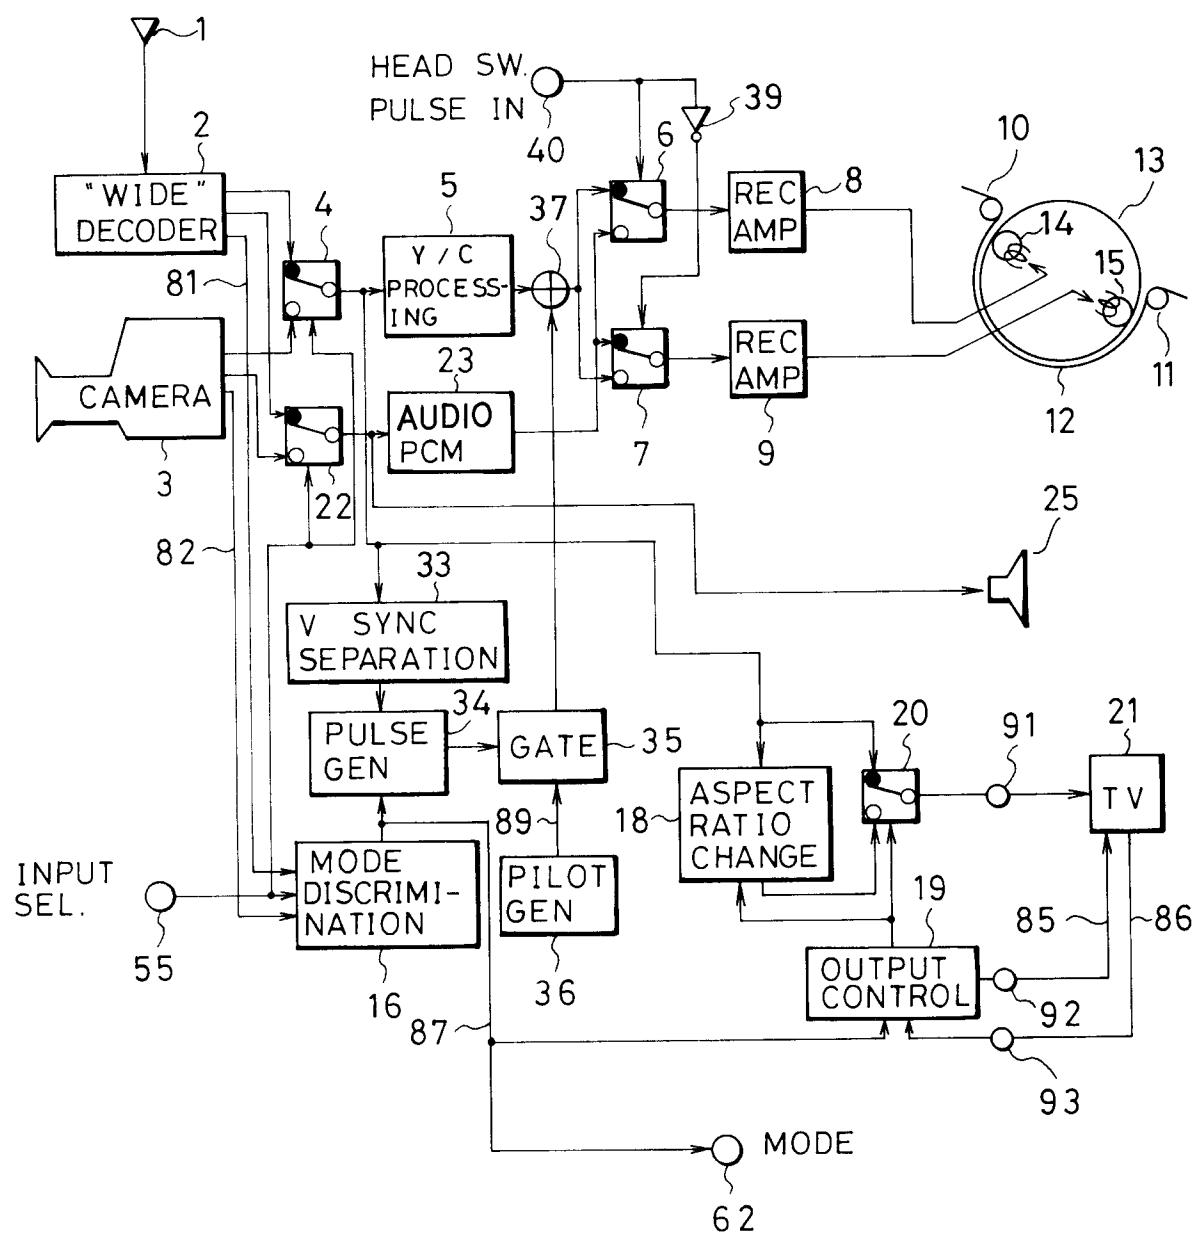 1
HEAD SW.
PULSE IN
40
39
2
"WIDE"
DECODER
4
5
Y/C
PROCESS-
ING
37
6
REC
AMP
8
10
13
14
15
11
12
81
CAMERA
3
23
AUDIO
PCM
22
7
REC
AMP
9
25
82
33
V SYNC
SEPARATION
34
PULSE
GEN
GATE
35
20
91
21
TV
18
ASPECT
RATIO
CHANGE
89
INPUT
SEL.
55
MODE
DISCRIMI-
NATION
16
PILOT
GEN
36
19
85
86
OUTPUT
CONTROL
92
87
93
MODE
62